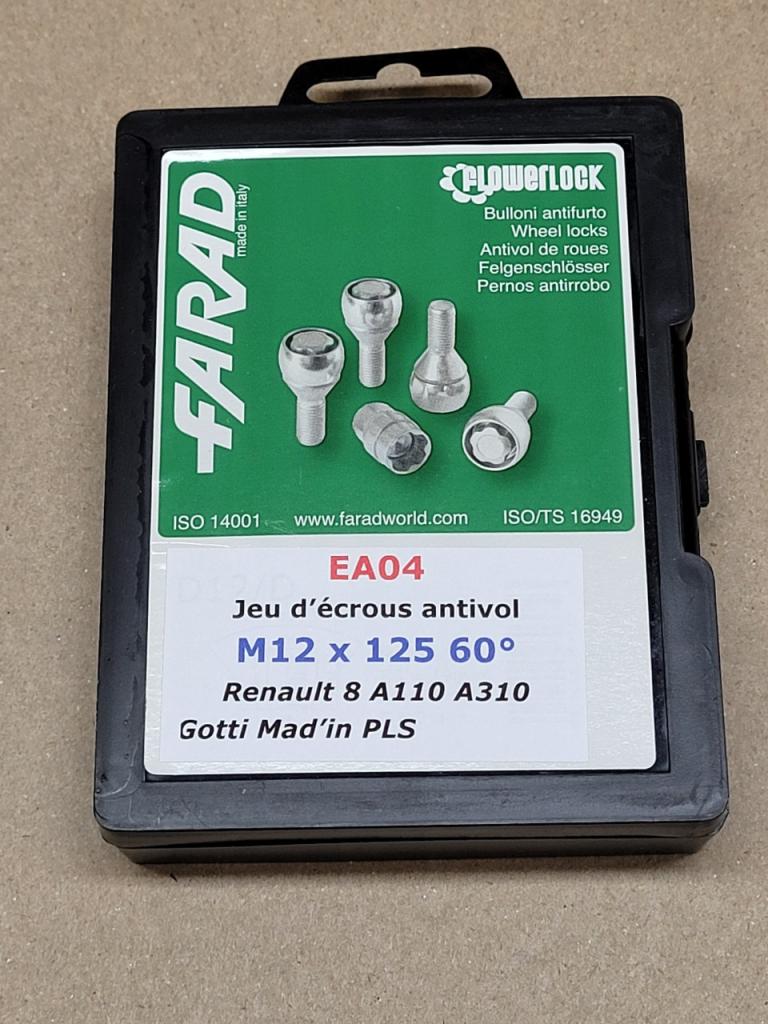 FARAD
made in italy
FLOWERLOCK
Bulloni antifurto
Wheel locks
Antivol de roues
Felgenschlösser
Pernos antirrobo
ISO 14001 www.faradworld.com ISO/TS 16949
EA04
Jeu d'écrous antivol
M12 x 125 60°
Renault 8 A110 A310
Gotti Mad'in PLS